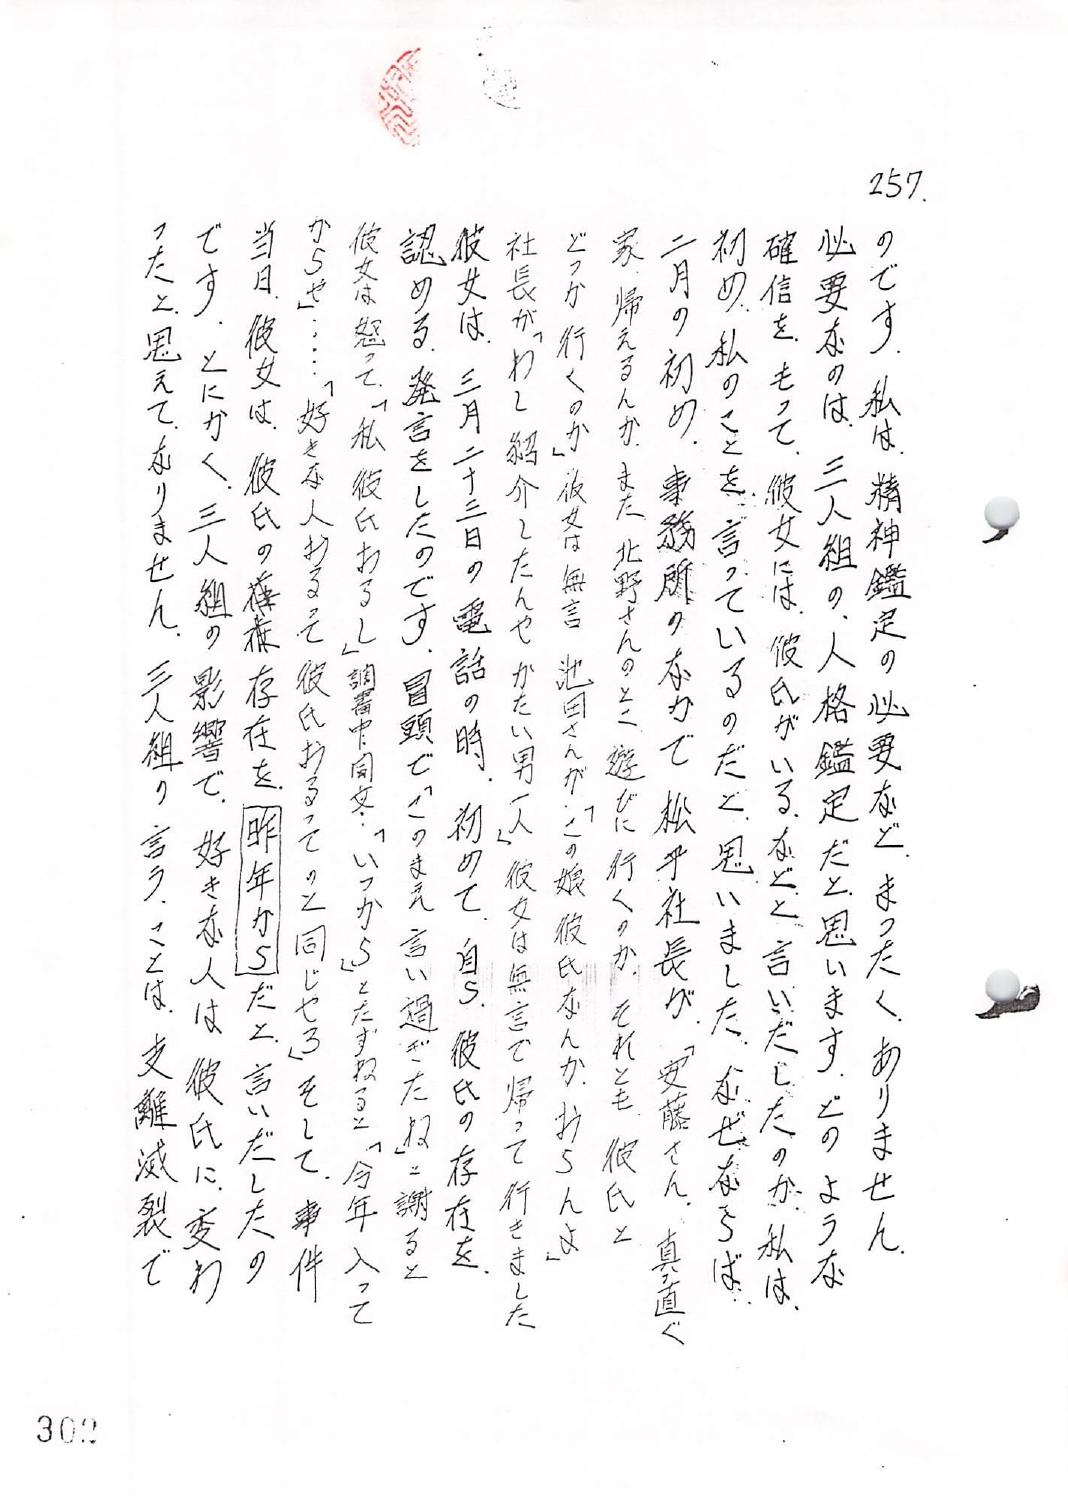 257.
のです．私は，精神鑑定の必要など，まったく，ありません．
必要なのは，三人組の，人格鑑定だと，思います．どのような
確信を，もって，彼女には，彼氏がいる，などと，言いだしたのか，私は，
初め，私のことを，言っているのだと，思いました．なぜならば．．
二月の初め，事務所のなかで 松平社長が，「安藤さん，真っ直ぐ
家，帰えるんか，また，北野さんのとこ 遊びに 行くのか，それとも 彼氏と
どっか 行くのか」彼女は無言 池田さんが，「この娘 彼氏なんか，おらんよ」
社長が「わし 紹介したんや かたい男一人」彼女は無言で 帰って 行きました
彼女は，三月二十三日の電話の時，初めて，自ら，彼氏の存在を，
認める，発言をしたのです．冒頭で「このまえ 言い過ぎたね」と 謝ると
彼女は怒って，「私 彼氏おるし」調書中，同文．「いつから」とたずねると「今年入って
からや」‥‥「好きな人おるって 彼氏おるってのと 同じやろ」そして，事件
当日，彼女は，彼氏の 存在を，昨年からだと，言いだしたの
です．とにかく，三人組の影響で，好きな人は 彼氏に，変わ
ったと，思えて，なりません．三人組の 言う，ことは，支離滅裂で
302